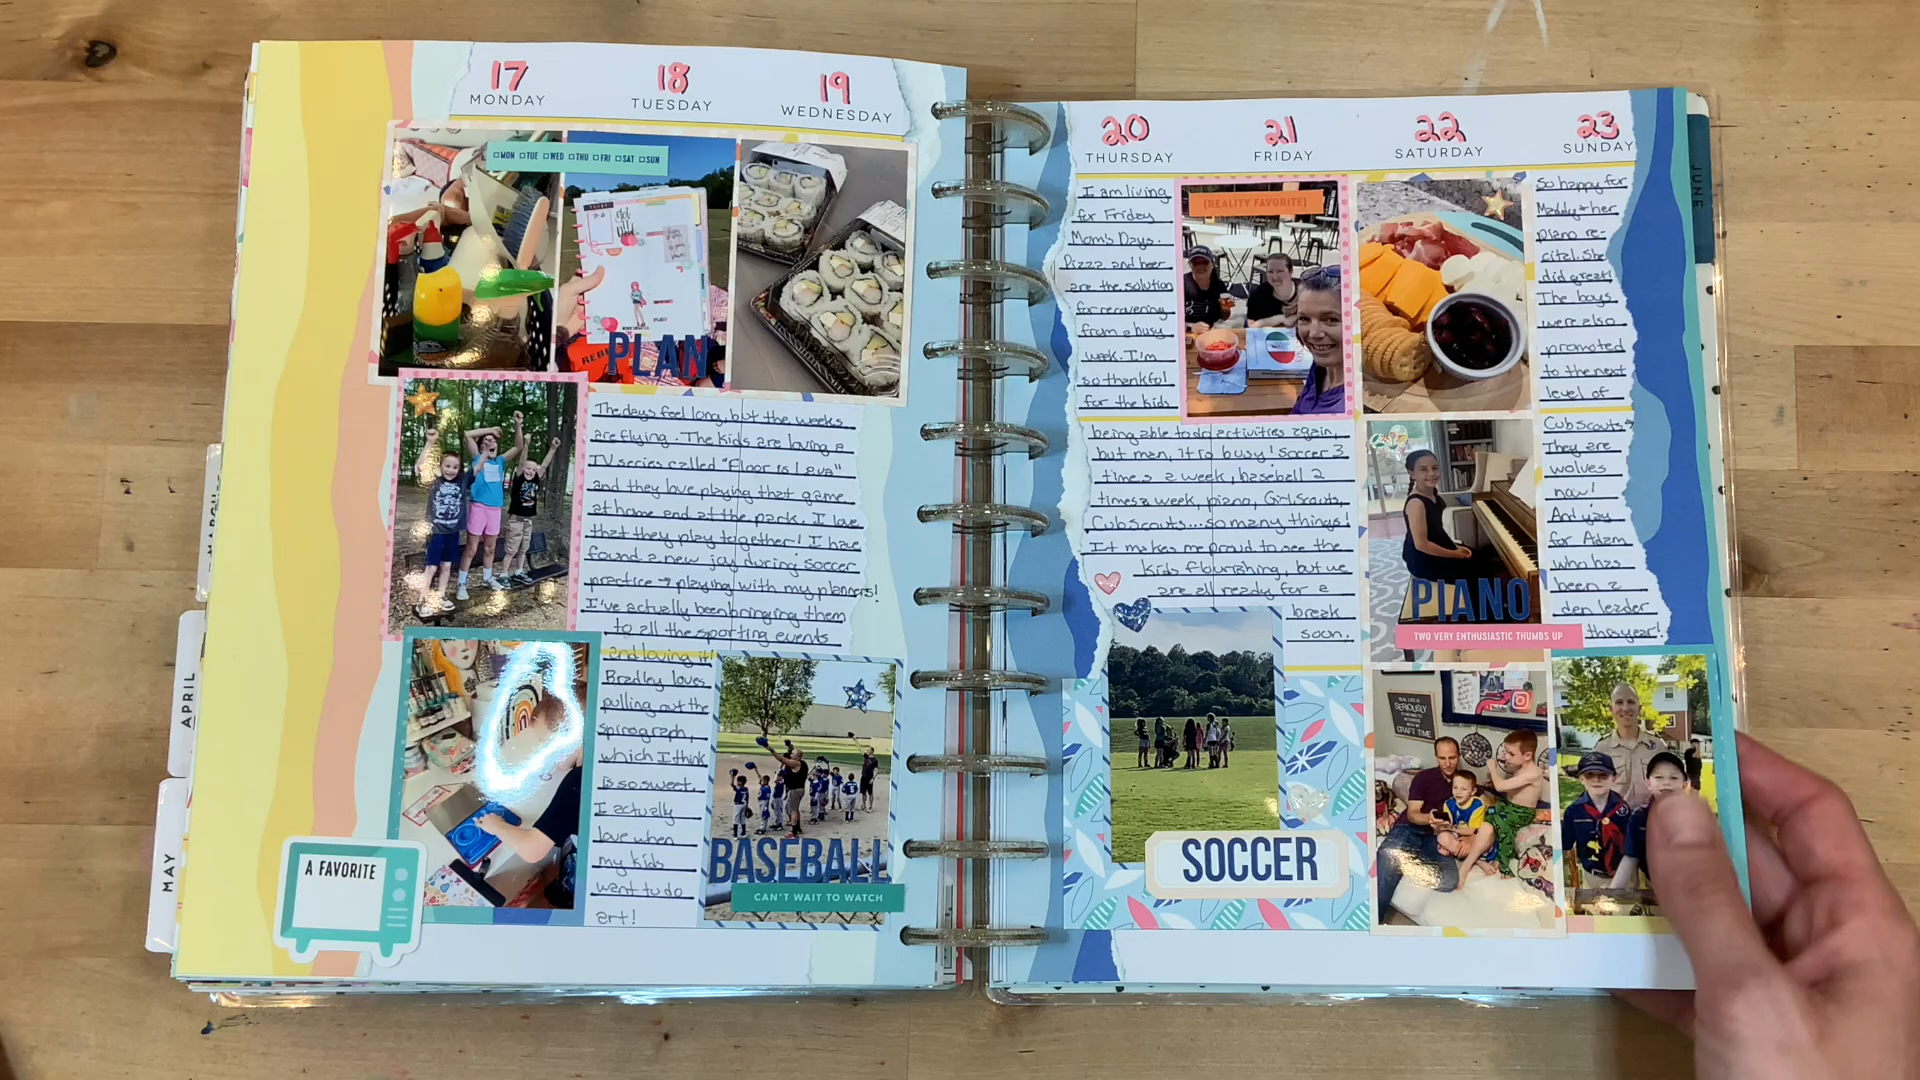 17
MONDAY
18
TUESDAY
19
WEDNESDAY
□MON □TUE □WED □THU □FRI □SAT □SUN
PLAN
The days feel long, but the weeks
are flying. The kids are loving a
TV series called "Floor is Lava"
and they love playing that game
at home and at the park. I love
that they play together! I have
found a new joy during soccer
practice → playing with my planners!
I've actually been bringing them
to all the sporting events
and loving it!
Bradley loves
pulling out the
spirograph,
which I think
is so sweet.
I actually
love when
my kids
want to do
art!
A FAVORITE
BASEBALL
CAN'T WAIT TO WATCH
MARCH
APRIL
MAY
20
THURSDAY
21
FRIDAY
22
SATURDAY
23
SUNDAY
I am living
for Friday
Mom's Days.
Pizza and beer
are the solution
for recovering
from a busy
week. I'm
so thankful
for the kids
being able to do activities again,
but man, it is busy! Soccer 3
times a week, baseball 2
times a week, piano, Girl Scouts,
Cub Scouts...so many things!
It makes me proud to see the
kids flourishing, but we
are all ready for a
break
soon.
[REALITY FAVORITE]
SOCCER
PIANO
TWO VERY ENTHUSIASTIC THUMBS UP
SERIOUSLY
CRAFT TIME
So happy for
Maddy & her
piano re-
cital. She
did great!
The boys
were also
promoted
to the next
level of
Cub Scouts →
They are
wolves
now!
And yay
for Adam
who has
been a
den leader
this year!
JUNE